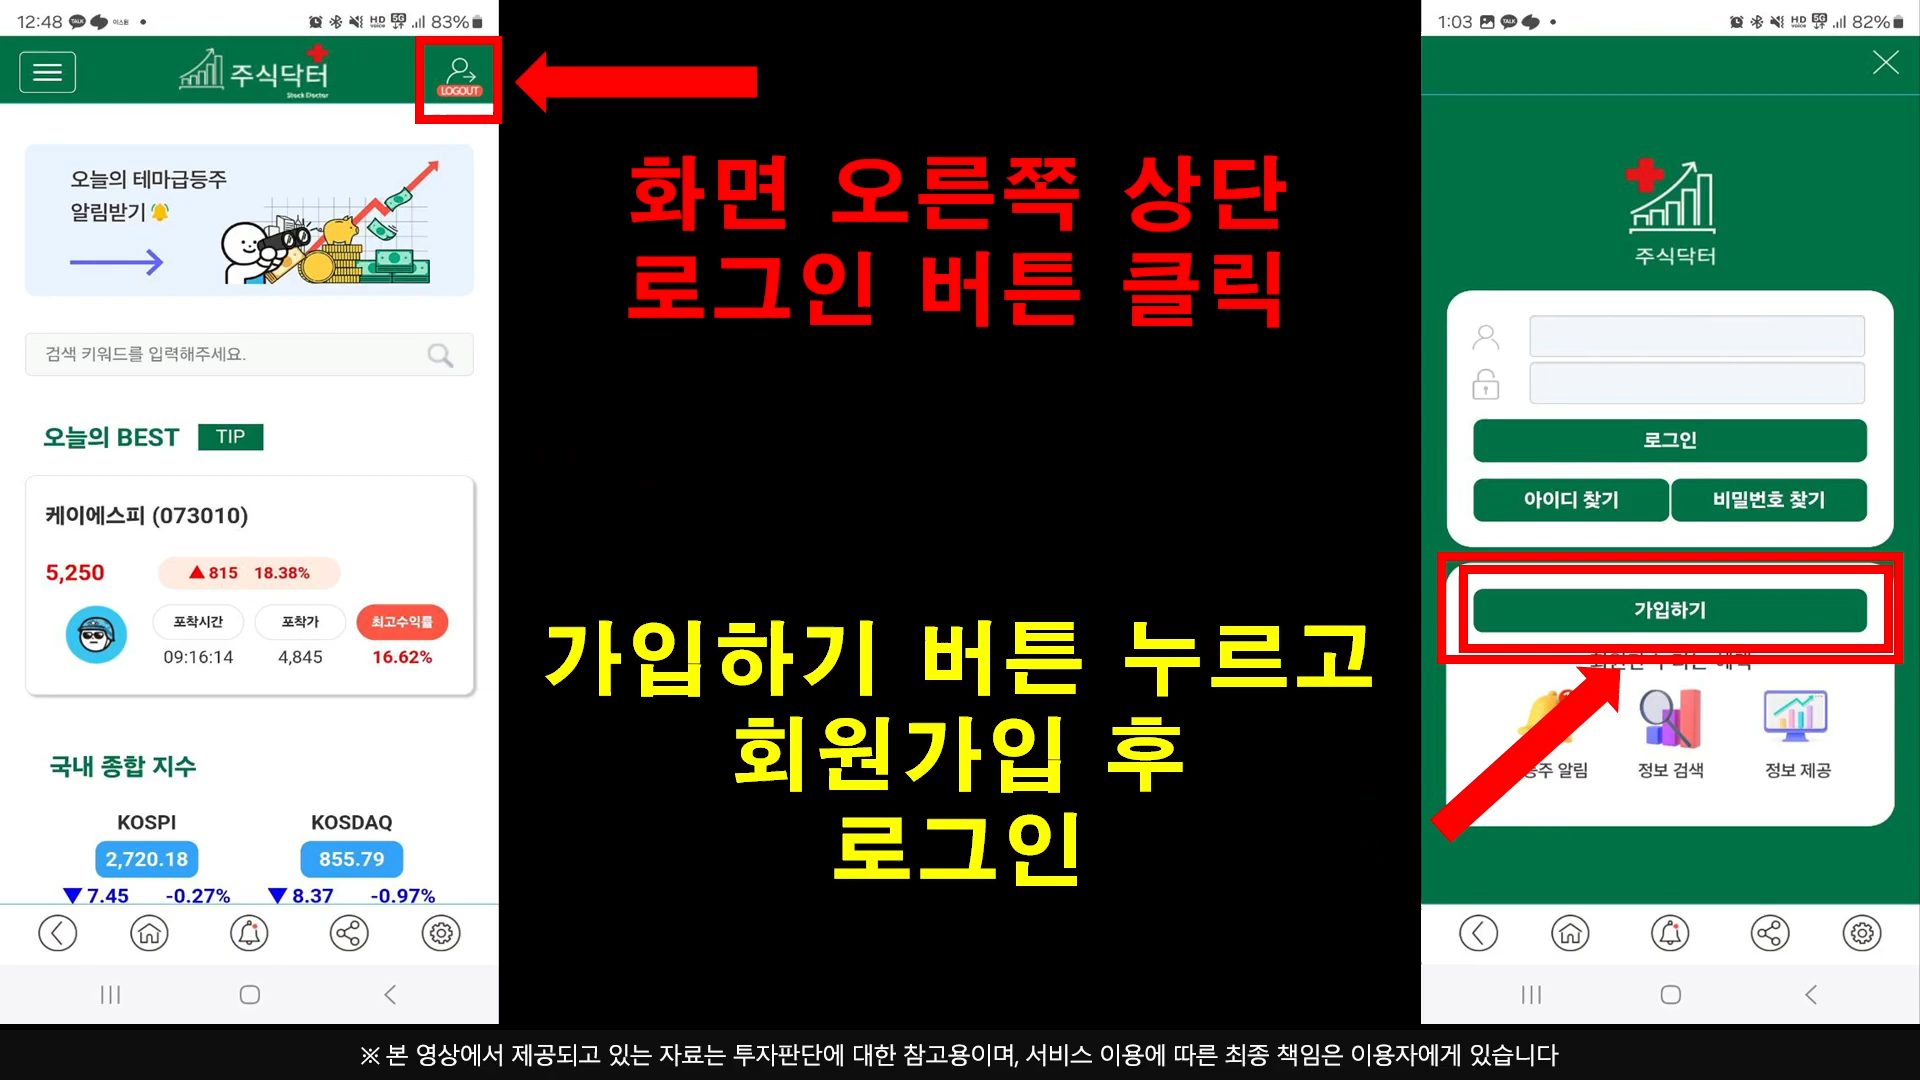 12:48
83%
주식닥터
Stock Doctor
LOGOUT
오늘의 테마급등주
알림받기
검색 키워드를 입력해주세요.
오늘의 BEST TIP
케이에스피 (073010)
5,250 ▲815 18.38%
포착시간 포착가 최고수익률
09:16:14 4,845 16.62%
국내 종합 지수
KOSPI KOSDAQ
2,720.18 855.79
▼7.45 -0.27% ▼8.37 -0.97%
화면 오른쪽 상단
로그인 버튼 클릭
가입하기 버튼 누르고
회원가입 후
로그인
1:03
82%
주식닥터
로그인
아이디 찾기 비밀번호 찾기
가입하기
등주 알림 정보 검색 정보 제공
※ 본 영상에서 제공되고 있는 자료는 투자판단에 대한 참고용이며, 서비스 이용에 따른 최종 책임은 이용자에게 있습니다